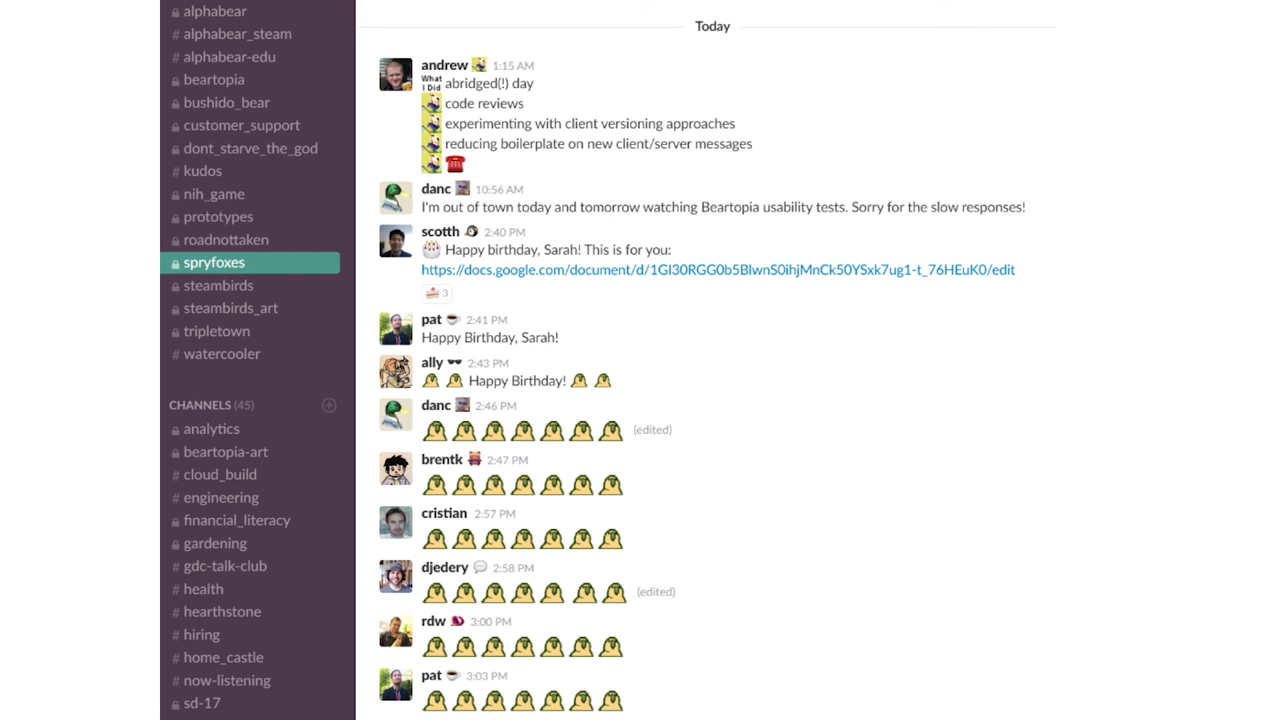 alphabear
# alphabear_steam
# alphabear-edu
beartopia
bushido_bear
customer_support
dont_starve_the_god
# kudos
nih_game
prototypes
roadnottaken
spryfoxes
steambirds
steambirds_art
tripletown
# watercooler
CHANNELS (45)
analytics
beartopia-art
# cloud_build
# engineering
financial_literacy
gardening
# gdc-talk-club
# health
# hearthstone
# hiring
# home_castle
# now-listening
# sd-17
Today
andrew 1:15 AM
What I Did abridged(!) day
code reviews
experimenting with client versioning approaches
reducing boilerplate on new client/server messages
danc 10:56 AM
I'm out of town today and tomorrow watching Beartopia usability tests. Sorry for the slow responses!
scotth 2:40 PM
Happy birthday, Sarah! This is for you:
https://docs.google.com/document/d/1GI30RGG0b5BlwnS0ihjMnCk50YSxk7ug1-t_76HEuK0/edit
3
pat 2:41 PM
Happy Birthday, Sarah!
ally 2:43 PM
Happy Birthday!
danc 2:46 PM
(edited)
brentk 2:47 PM
cristian 2:57 PM
djedery 2:58 PM
(edited)
rdw 3:00 PM
pat 3:03 PM